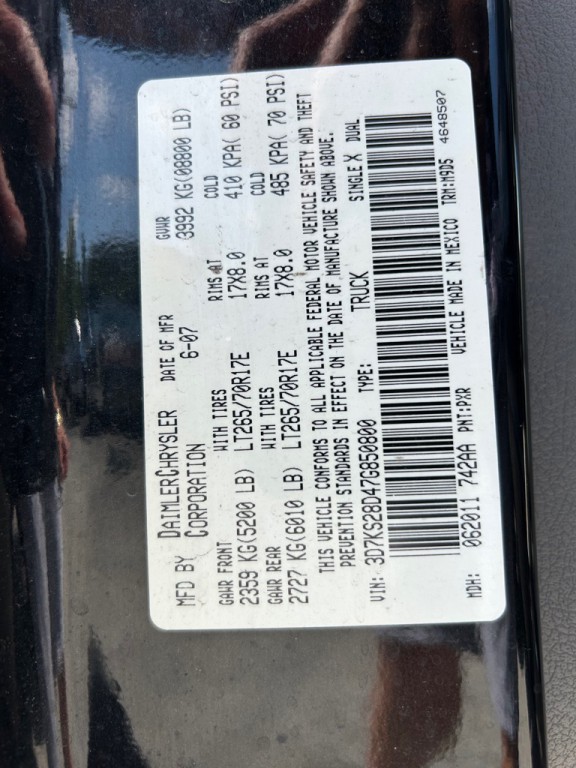 MFD BY DAIMLERCHRYSLER CORPORATION DATE OF MFR 6-07 GVWR 3992 KG(08800 LB)
GAWR FRONT WITH TIRES RIMS AT COLD
2359 KG(5200 LB) LT265/70R17E 17X8.0 410 KPA( 60 PSI)
GAWR REAR WITH TIRES RIMS AT COLD
2727 KG(6010 LB) LT265/70R17E 17X8.0 485 KPA( 70 PSI)
THIS VEHICLE CONFORMS TO ALL APPLICABLE FEDERAL MOTOR VEHICLE SAFETY AND THEFT
PREVENTION STANDARDS IN EFFECT ON THE DATE OF MANUFACTURE SHOWN ABOVE.
VIN: 3D7KS28D47G850800 TYPE: TRUCK SINGLE X DUAL
MDH: 062011 742AA PNT:PXR VEHICLE MADE IN MEXICO TRM:M9D5 4648507